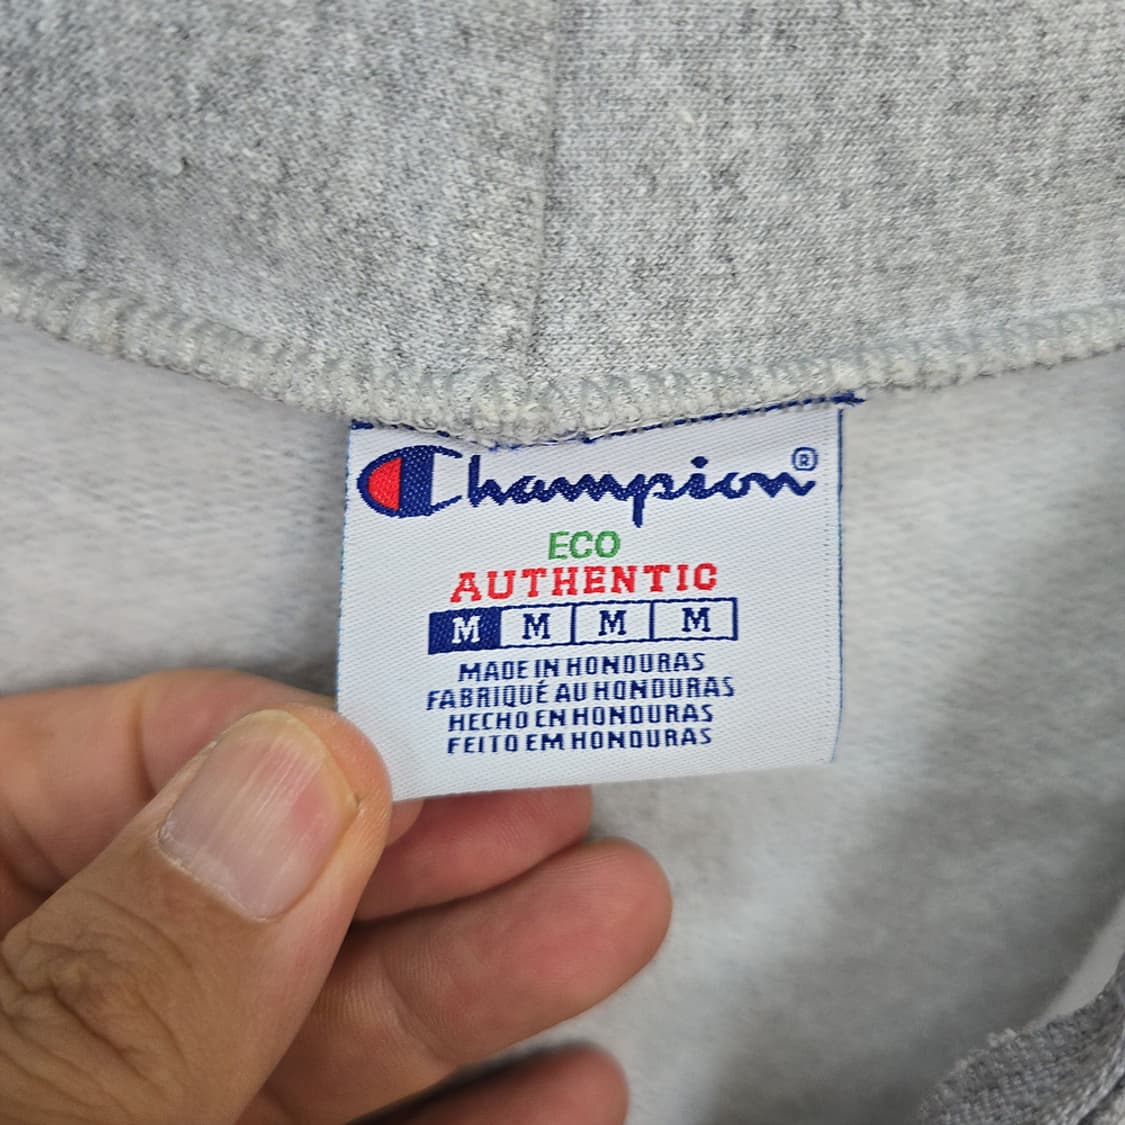 Champion®
ECO
AUTHENTIC
M M M M
MADE IN HONDURAS
FABRIQUÉ AU HONDURAS
HECHO EN HONDURAS
FEITO EM HONDURAS